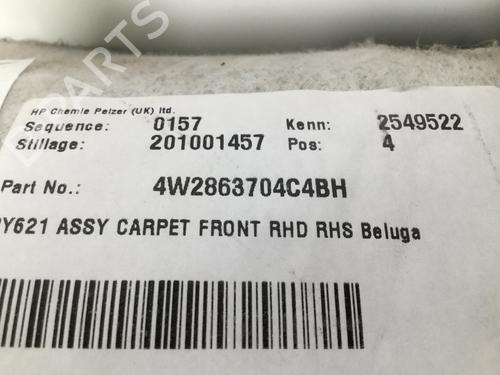 HP Chemie Pelzer (UK) ltd.
Sequence: 0157 Kenn: 2549522
Stillage: 201001457 Pos: 4
Part No.: 4W2863704C4BH
BY621 ASSY CARPET FRONT RHD RHS Beluga